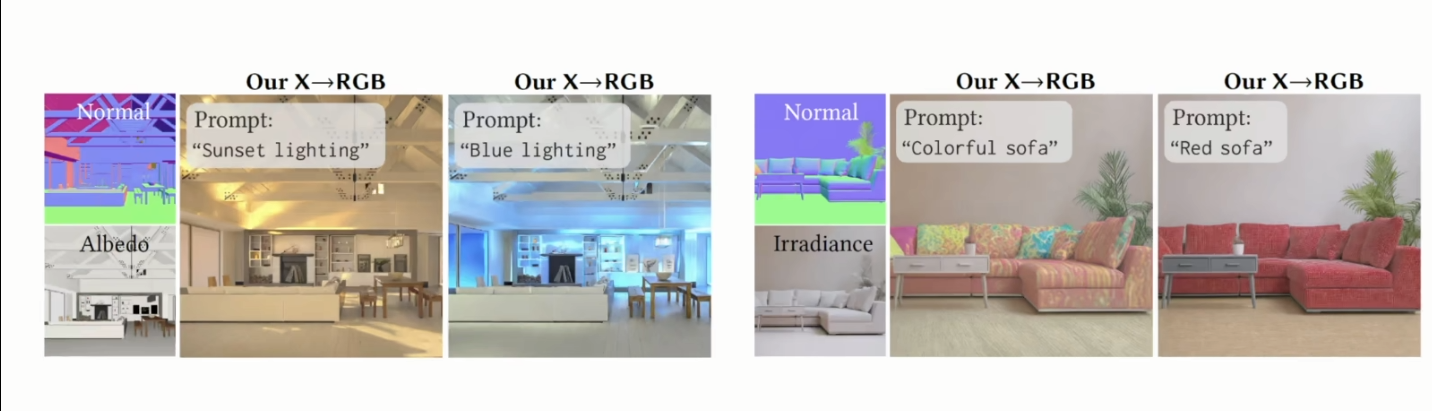 Our X→RGB
Our X→RGB
Normal
Albedo
Prompt:
“Sunset lighting”
Prompt:
“Blue lighting”
Our X→RGB
Our X→RGB
Normal
Irradiance
Prompt:
“Colorful sofa”
Prompt:
“Red sofa”